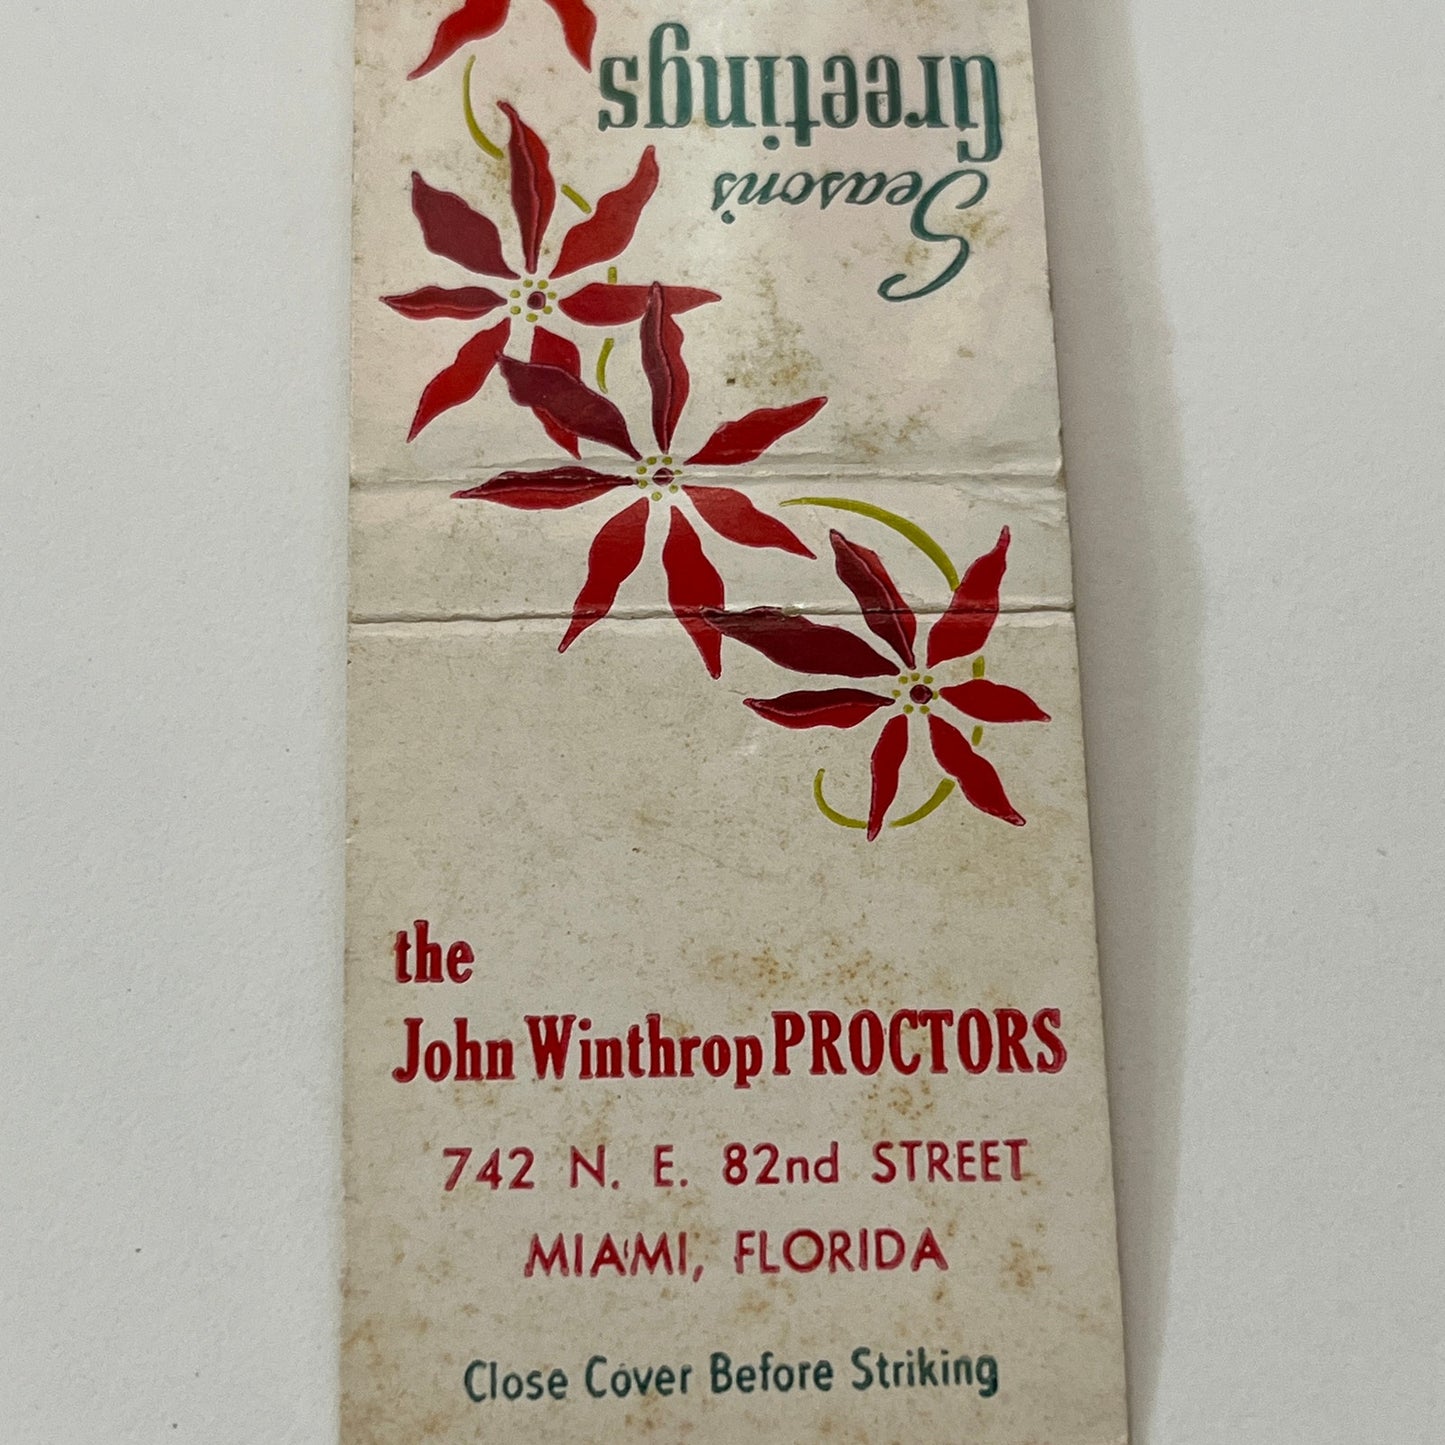 Season's
Greetings
the
John Winthrop PROCTORS
742 N. E. 82nd STREET
MIAMI, FLORIDA
Close Cover Before Striking